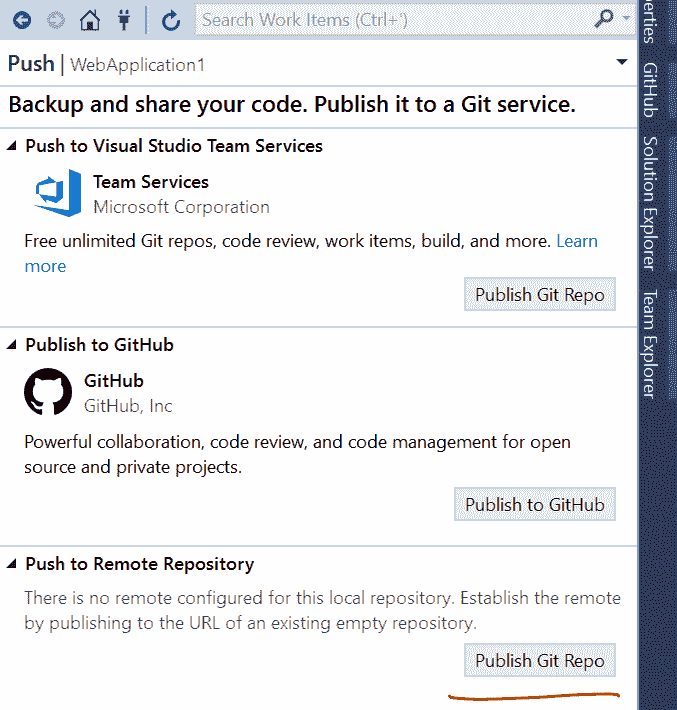 Search Work Items (Ctrl+')
Push | WebApplication1
Backup and share your code. Publish it to a Git service.
Push to Visual Studio Team Services
Team Services
Microsoft Corporation
Free unlimited Git repos, code review, work items, build, and more. Learn
more
Publish Git Repo
Publish to GitHub
GitHub
GitHub, Inc
Powerful collaboration, code review, and code management for open
source and private projects.
Publish to GitHub
Push to Remote Repository
There is no remote configured for this local repository. Establish the remote
by publishing to the URL of an existing empty repository.
Publish Git Repo
erties
GitHub
Solution Explorer
Team Explorer